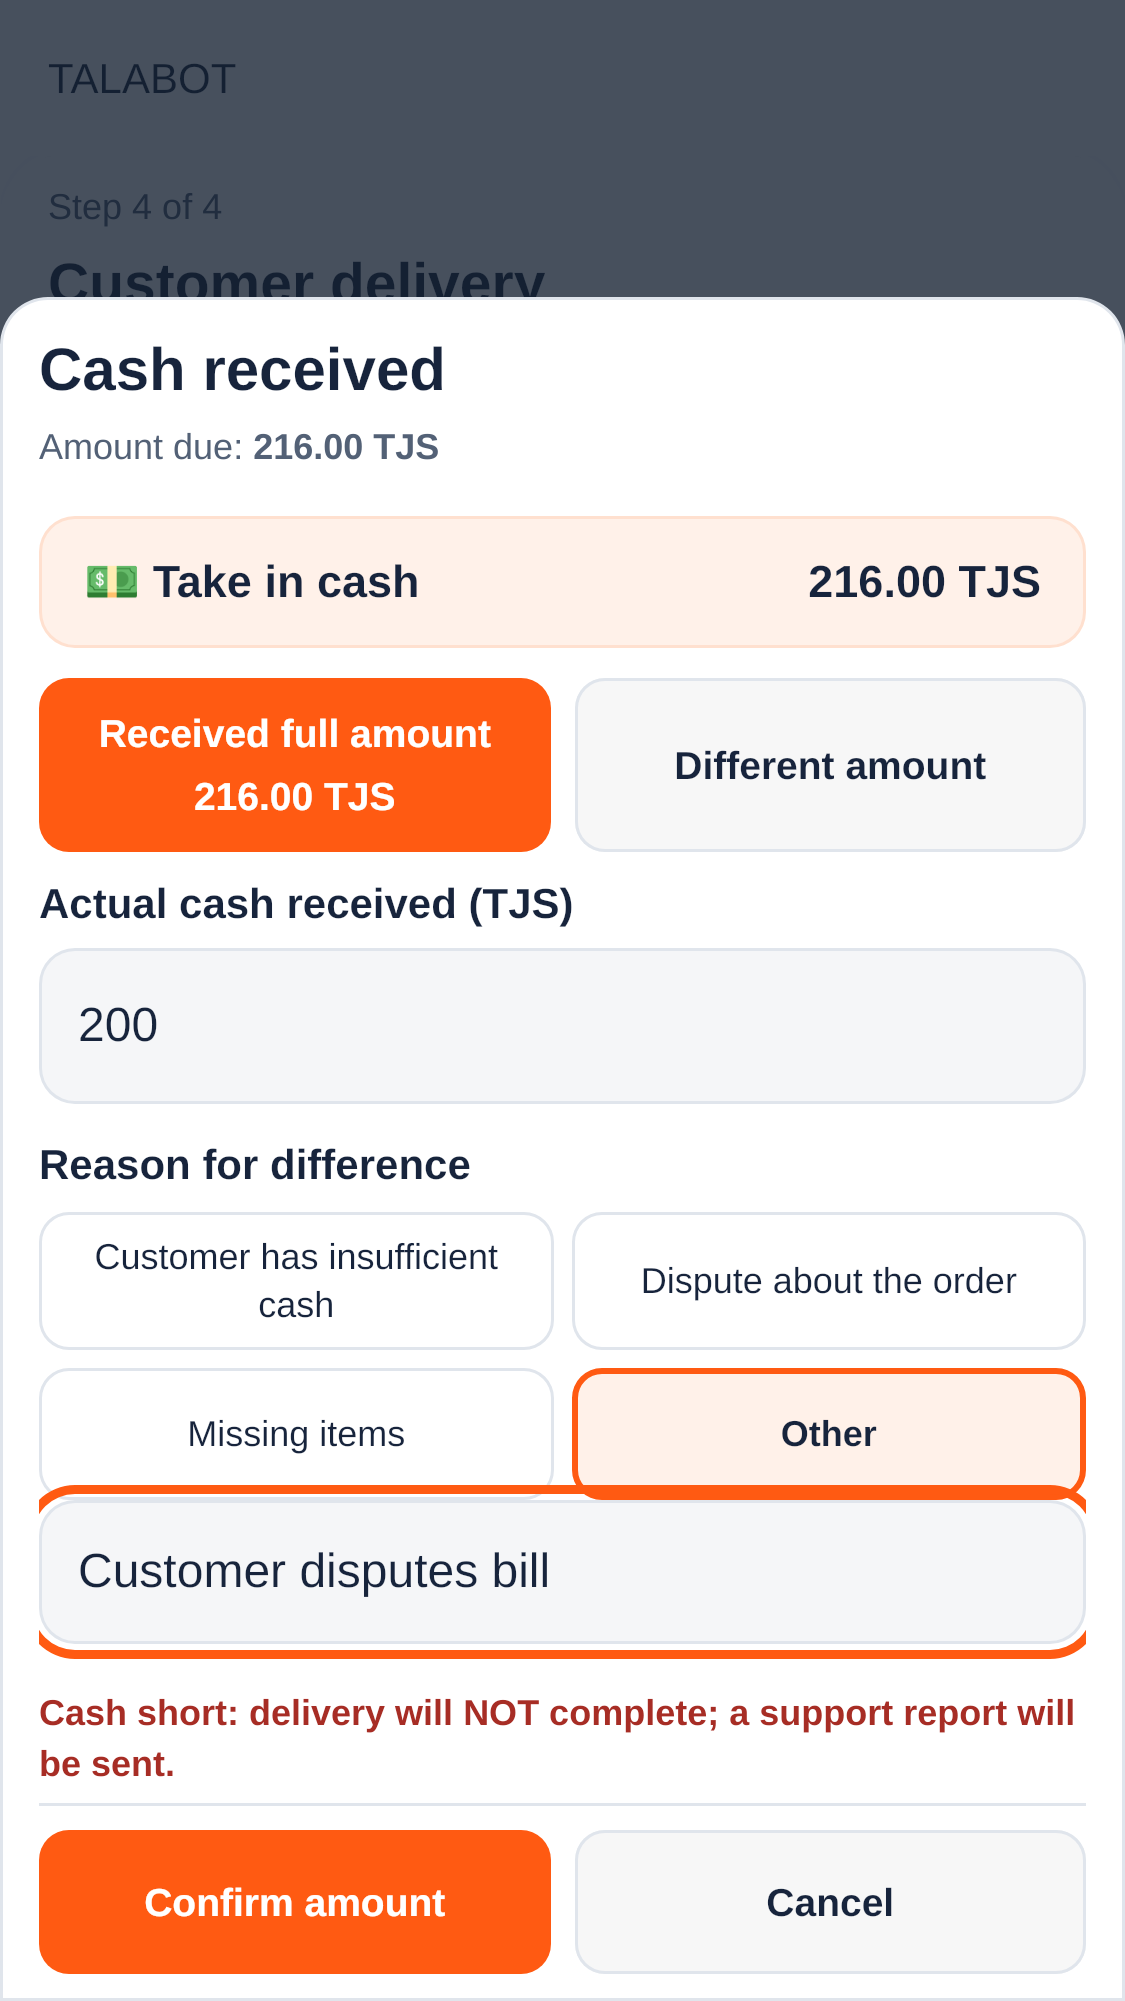 TALABOT
Step 4 of 4
Customer delivery
Cash received
Amount due: 216.00 TJS
💵 Take in cash 216.00 TJS
Received full amount
216.00 TJS
Different amount
Actual cash received (TJS)
200
Reason for difference
Customer has insufficient
cash
Dispute about the order
Missing items
Other
Customer disputes bill
Cash short: delivery will NOT complete; a support report will
be sent.
Confirm amount
Cancel